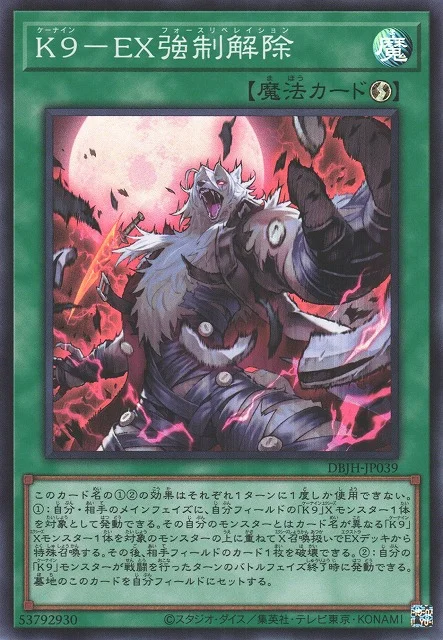 K9－EX強制解除
ケーナイン フォースリベレイション
魔
【魔法カード】
DBJH-JP039
このカード名の①②の効果はそれぞれ１ターンに１度しか使用できない。
①：自分・相手のメインフェイズに、自分フィールドの「K9」Xモンスター１体
を対象として発動できる。その自分のモンスターとはカード名が異なる「K9」
Xモンスター１体を対象のモンスターの上に重ねてX召喚扱いでEXデッキから
特殊召喚する。その後、相手フィールドのカード１枚を破壊できる。②：自分の
「K9」モンスターが戦闘を行ったターンのバトルフェイズ終了時に発動できる。
墓地のこのカードを自分フィールドにセットする。
53792930
©スタジオ・ダイス／集英社・テレビ東京・KONAMI